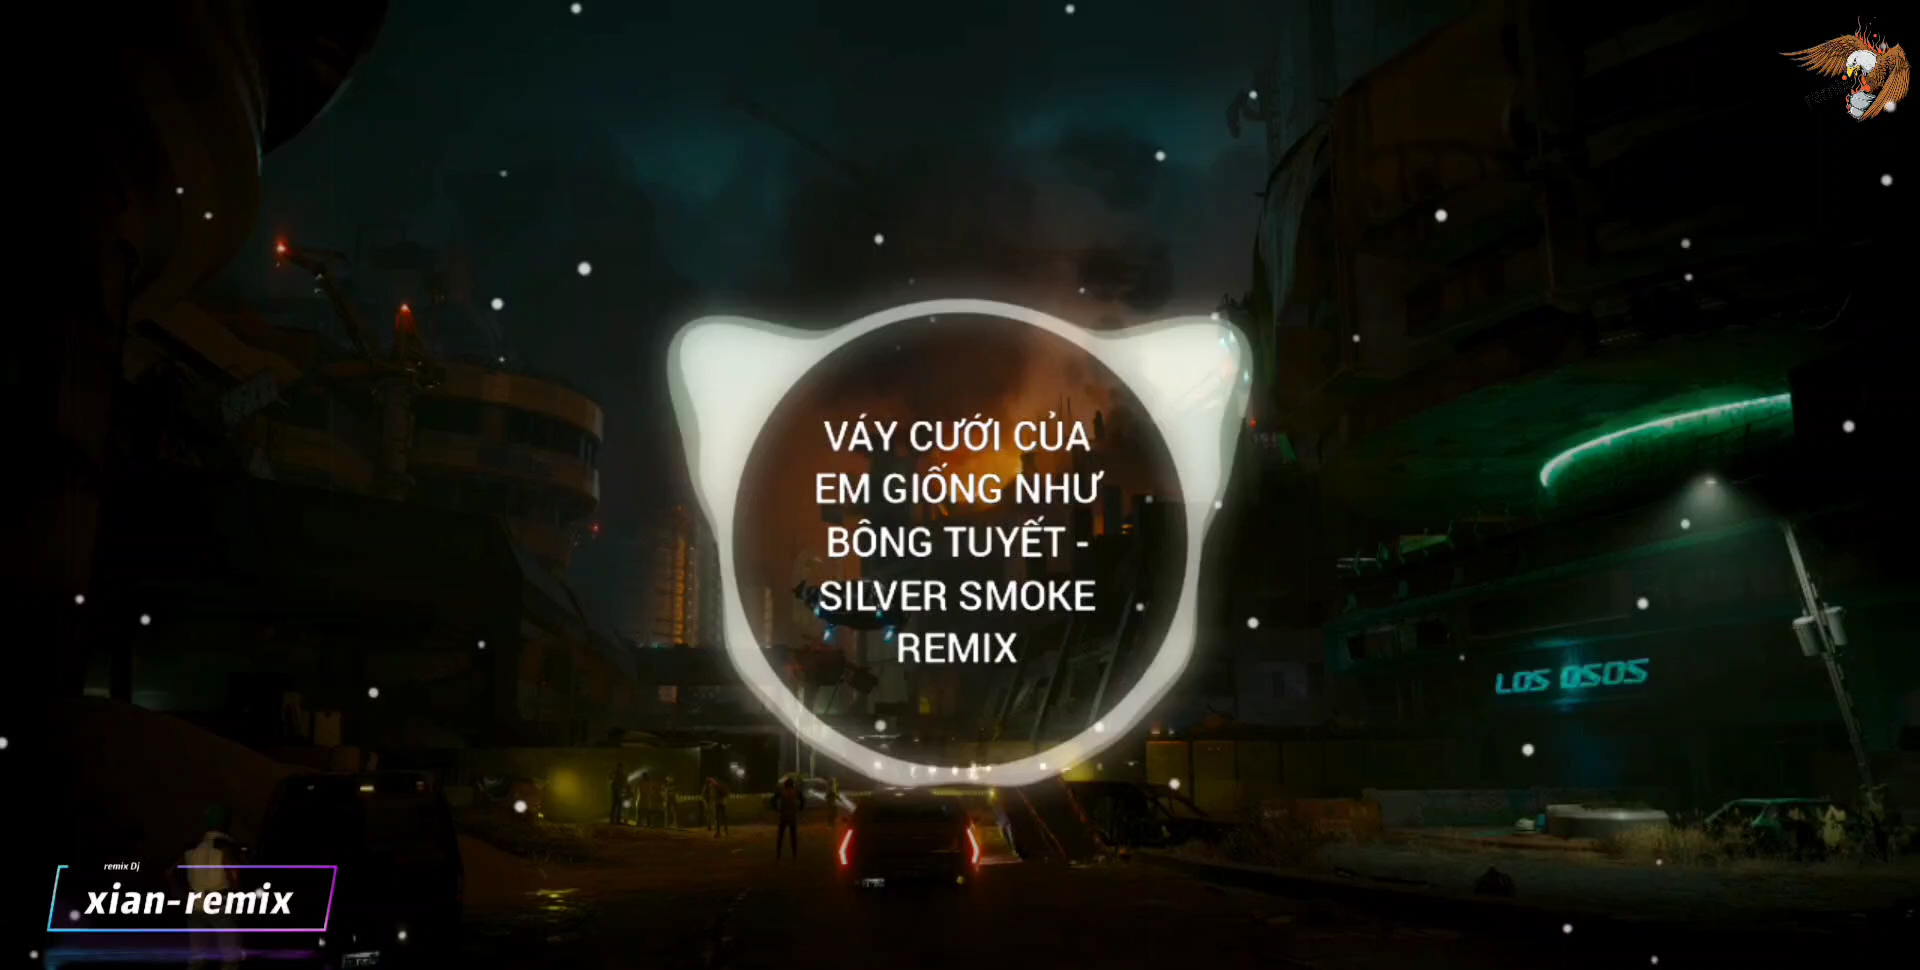 VÁY CƯỚI CỦA
EM GIỐNG NHƯ
BÔNG TUYẾT -
SILVER SMOKE
REMIX
LOS OSOS
remix Dj
xian-remix